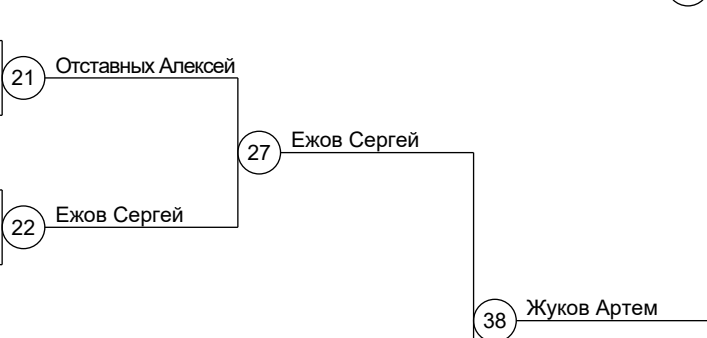 21 Отставных Алексей
27 Ежов Сергей
22 Ежов Сергей
38 Жуков Артем